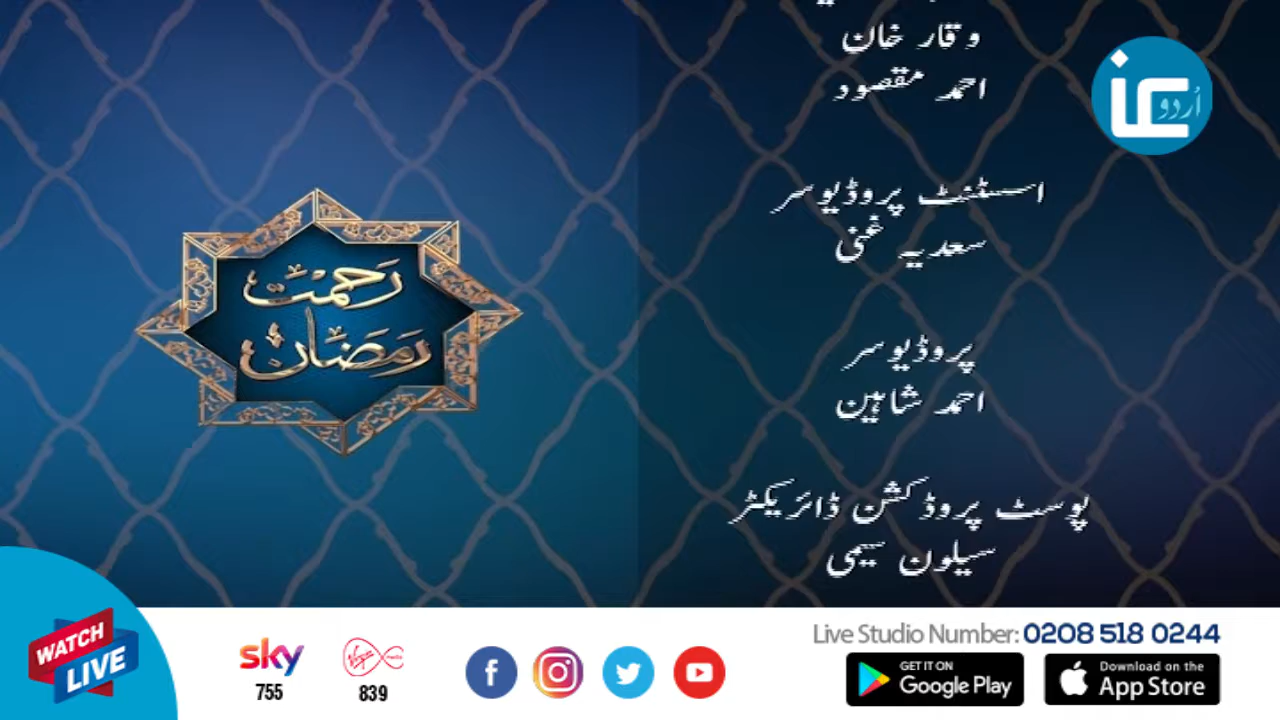 وقار خان
احمد مقصود
اردو
اسسٹنٹ پروڈیوسر
سعدیہ غنی
رحمت
رمضان
پروڈیوسر
احمد شاہین
پوسٹ پروڈکشن ڈائریکٹر
سیلون سیمی
WATCH
LIVE
sky
755
Virgin media
839
Live Studio Number: 0208 518 0244
GET IT ON
Google Play
Download on the
App Store